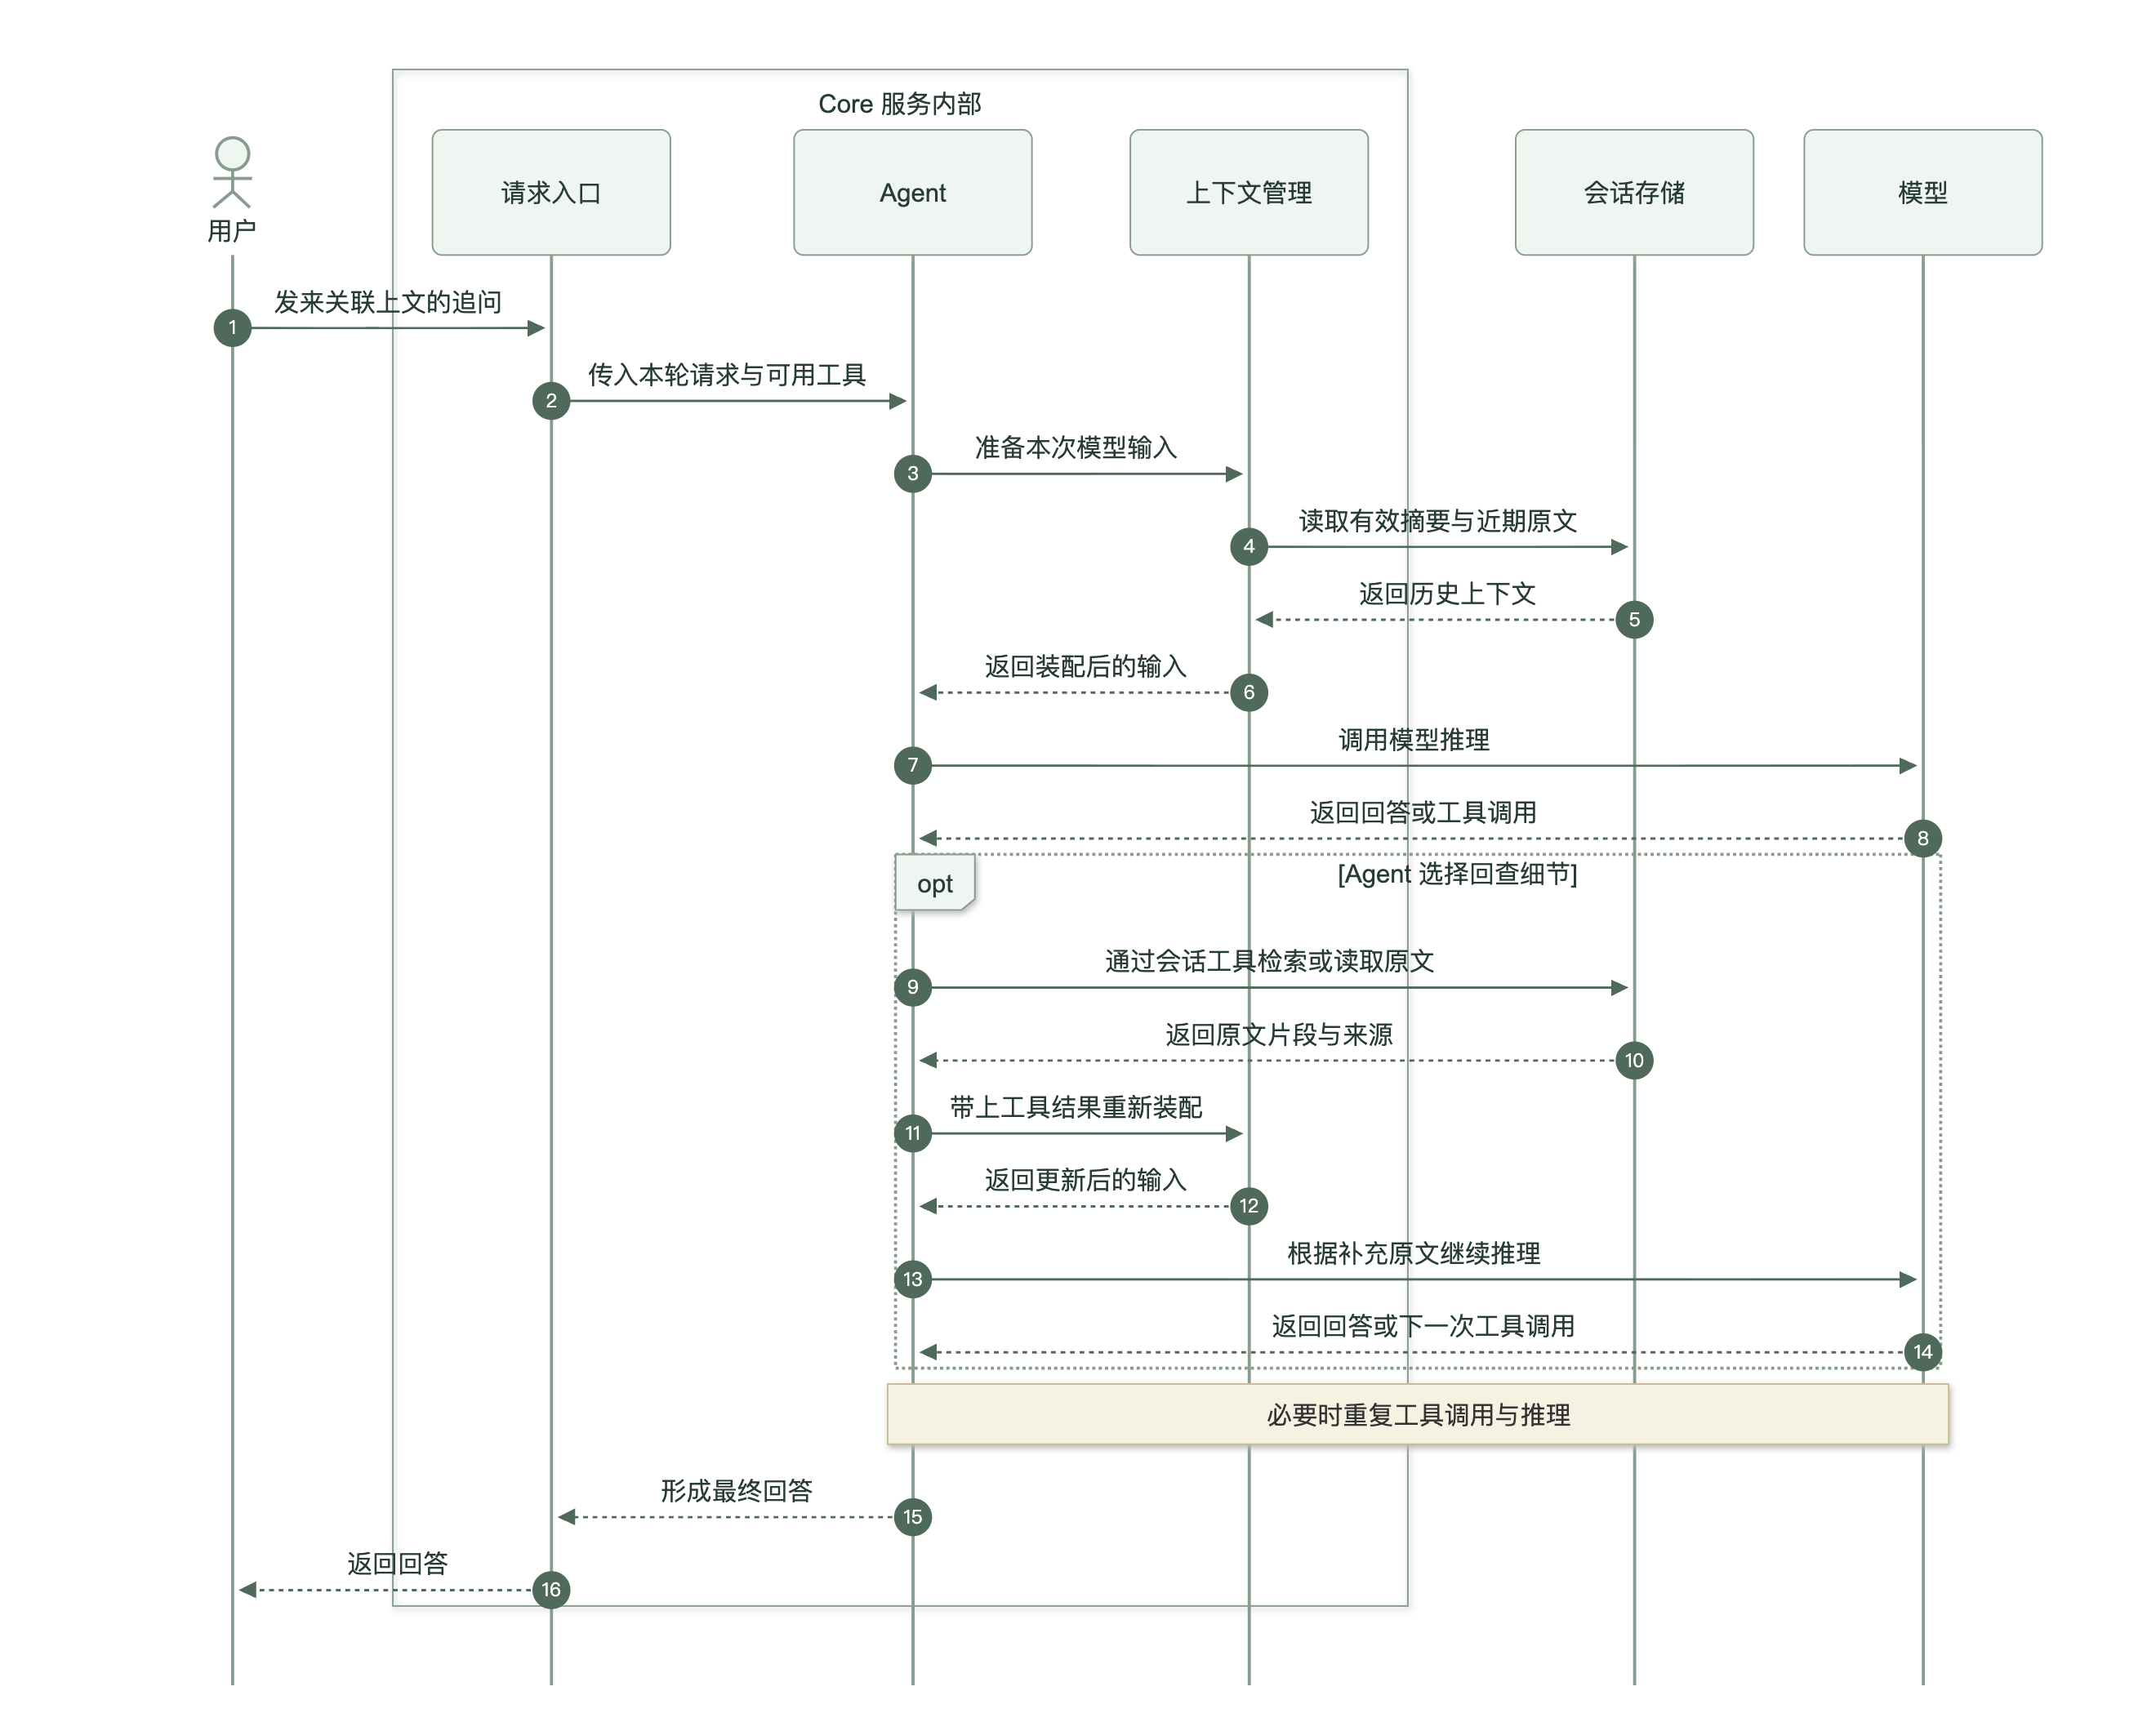 Core 服务内部
用户
请求入口
Agent
上下文管理
会话存储
模型
发来关联上文的追问
1
传入本轮请求与可用工具
2
准备本次模型输入
3
读取有效摘要与近期原文
4
返回历史上下文
5
返回装配后的输入
6
调用模型推理
7
返回回答或工具调用
8
opt
[Agent 选择回查细节]
通过会话工具检索或读取原文
9
返回原文片段与来源
10
带上工具结果重新装配
11
返回更新后的输入
12
根据补充原文继续推理
13
返回回答或下一次工具调用
14
必要时重复工具调用与推理
形成最终回答
15
返回回答
16